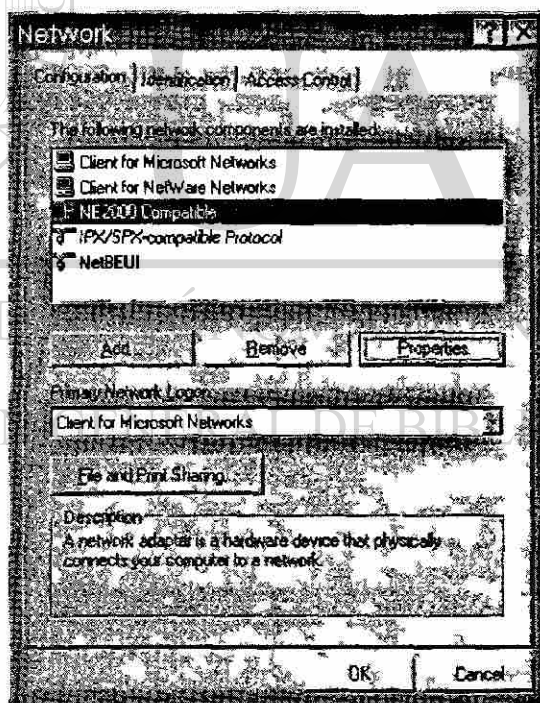 Network
Configuration Identification Access Control
The following network components are installed:
Client for Microsoft Networks
Client for NetWare Networks
NE2000 Compatible
IPX/SPX-compatible Protocol
NetBEUI
Add... Remove Properties
Primary Network Logon:
Client for Microsoft Networks
File and Print Sharing...
Description
A network adapter is a hardware device that physically
connects your computer to a network.
OK Cancel